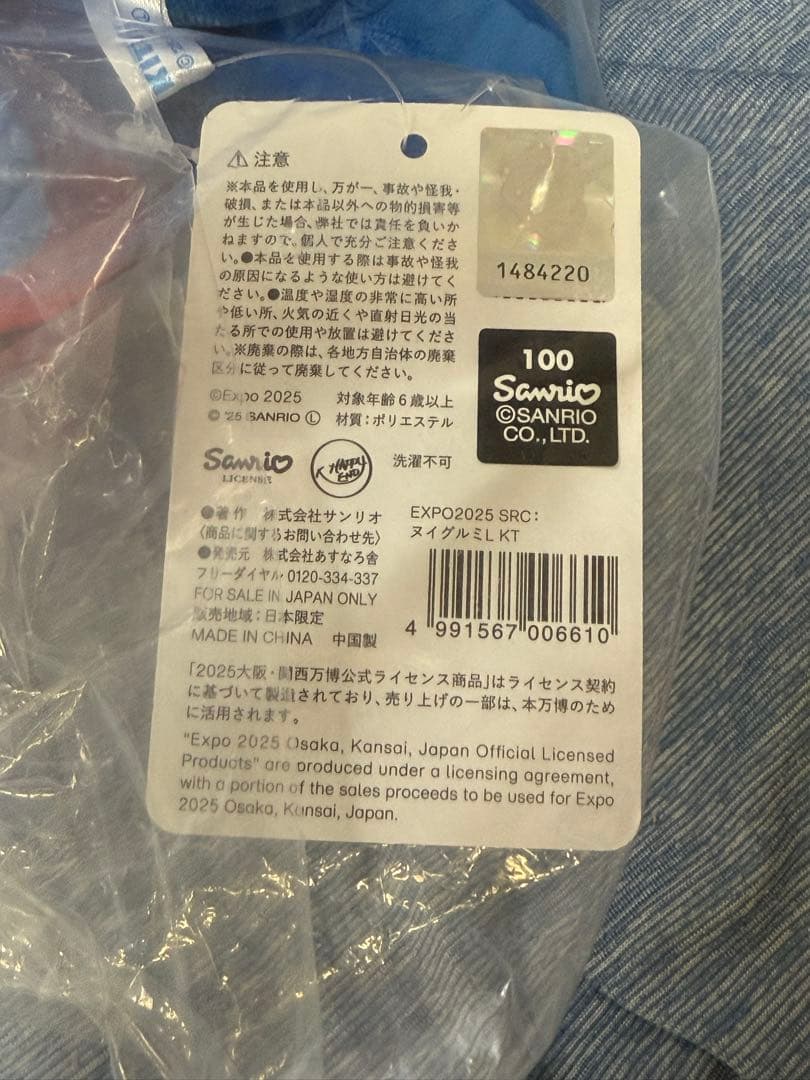 ⚠ 注意
※本品を使用し、万が一、事故や怪我・
破損、または本品以外への物的損害等
が生じた場合、弊社では責任を負いか
ねますので、個人で充分ご注意くださ
い。●本品を使用する際は事故や怪我
の原因になるような使い方は避けてく
ださい。●温度や湿度の非常に高い所
や低い所、火気の近くや直射日光の当
たる所での使用や放置は避けてくださ
い。※廃棄の際は、各地方自治体の廃棄
区分に従って廃棄してください。
©Expo 2025 対象年齢6歳以上
© '25 SANRIO Ⓛ 材質：ポリエステル
Sanrio
LICENSE
HAPPY
END
洗濯不可
1484220
100
Sanrio
©SANRIO
CO.,LTD.
●著作 株式会社サンリオ
〈商品に関するお問い合わせ先〉
●発売元 株式会社あすなろ舎
フリーダイヤル 0120-334-337
FOR SALE IN JAPAN ONLY
販売地域：日本限定
MADE IN CHINA 中国製
EXPO2025 SRC：
ヌイグルミL KT
4 991567 006610
「2025大阪・関西万博公式ライセンス商品」はライセンス契約
に基づいて製造されており、売り上げの一部は、本万博のため
に活用されます。
"Expo 2025 Osaka, Kansai, Japan Official Licensed
Products" are produced under a licensing agreement,
with a portion of the sales proceeds to be used for Expo
2025 Osaka, Kansai, Japan.